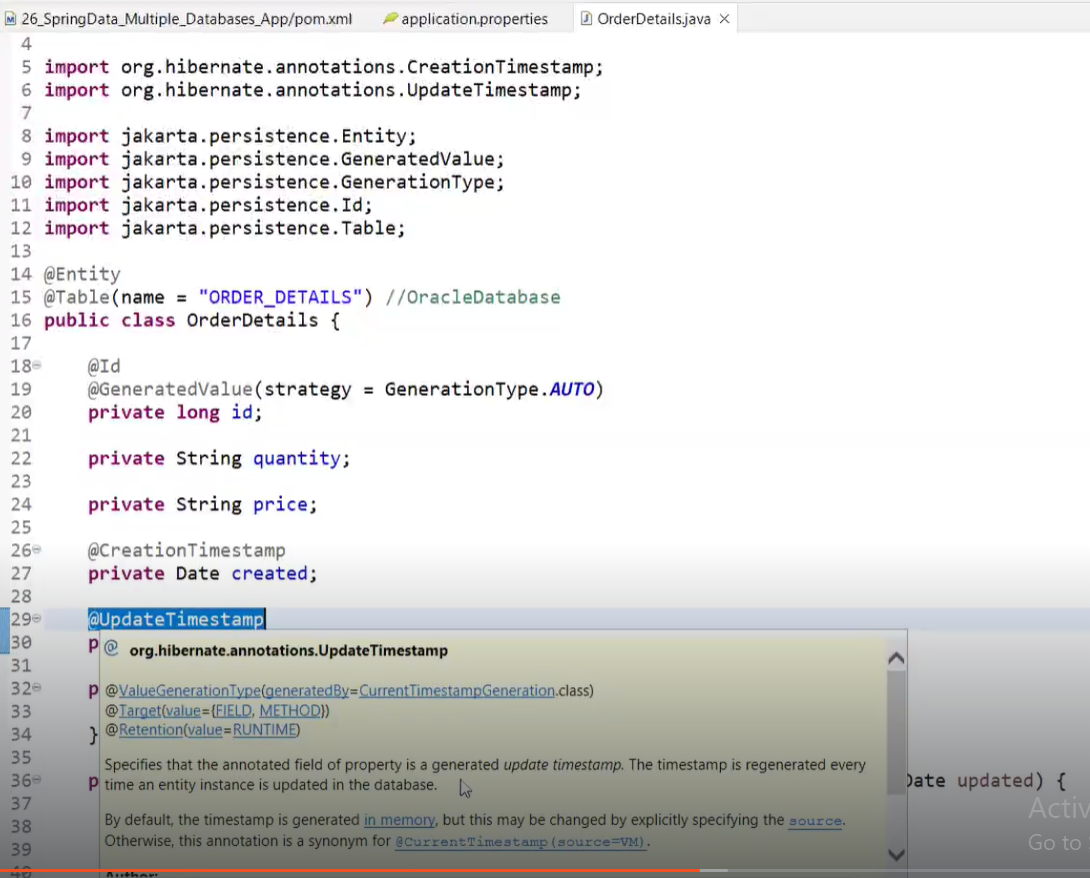 26_SpringData_Multiple_Databases_App/pom.xml application.properties OrderDetails.java
4
5 import org.hibernate.annotations.CreationTimestamp;
6 import org.hibernate.annotations.UpdateTimestamp;
7
8 import jakarta.persistence.Entity;
9 import jakarta.persistence.GeneratedValue;
10 import jakarta.persistence.GenerationType;
11 import jakarta.persistence.Id;
12 import jakarta.persistence.Table;
13
14 @Entity
15 @Table(name = "ORDER_DETAILS") //OracleDatabase
16 public class OrderDetails {
17
18 @Id
19 @GeneratedValue(strategy = GenerationType.AUTO)
20 private long id;
21
22 private String quantity;
23
24 private String price;
25
26 @CreationTimestamp
27 private Date created;
28
29 @UpdateTimestamp
30 p @ org.hibernate.annotations.UpdateTimestamp
31
32 p @ValueGenerationType(generatedBy=CurrentTimestampGeneration.class)
33 @Target(value={FIELD, METHOD})
34 } @Retention(value=RUNTIME)
35
Specifies that the annotated field of property is a generated update timestamp. The timestamp is regenerated every
36 p time an entity instance is updated in the database. Date updated) {
37
38 By default, the timestamp is generated in memory, but this may be changed by explicitly specifying the source.
39 Otherwise, this annotation is a synonym for @CurrentTimestamp(source=VM).
Activ
Go to
40 Author: